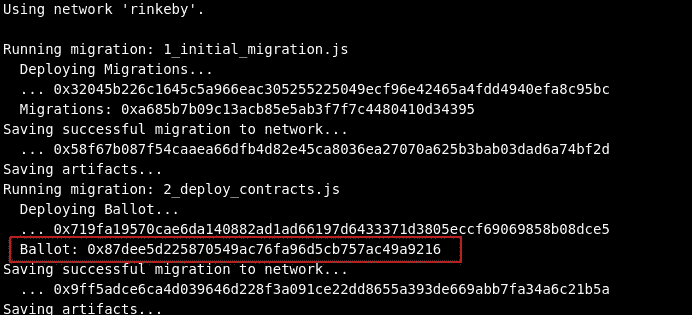 Using network 'rinkeby'.
Running migration: 1_initial_migration.js
Deploying Migrations...
... 0x32045b226c1645c5a966eac305255225049ecf96e42465a4fdd4940efa8c95bc
Migrations: 0xa685b7b09c13acb85e5ab3f7f7c4480410d34395
Saving successful migration to network...
... 0x58f67b087f54caaea66dfb4d82e45ca8036ea27070a625b3bab03dad6a74bf2d
Saving artifacts...
Running migration: 2_deploy_contracts.js
Deploying Ballot...
... 0x719fa19570cae6da140882ad1ad66197d6433371d3805eccf69069858b08dce5
Ballot: 0x87dee5d225870549ac76fa96d5cb757ac49a9216
Saving successful migration to network...
... 0x9ff5adce6ca4d039646d228f3a091ce22dd8655a393de669abb7fa34a6c21b5a
Saving artifacts...